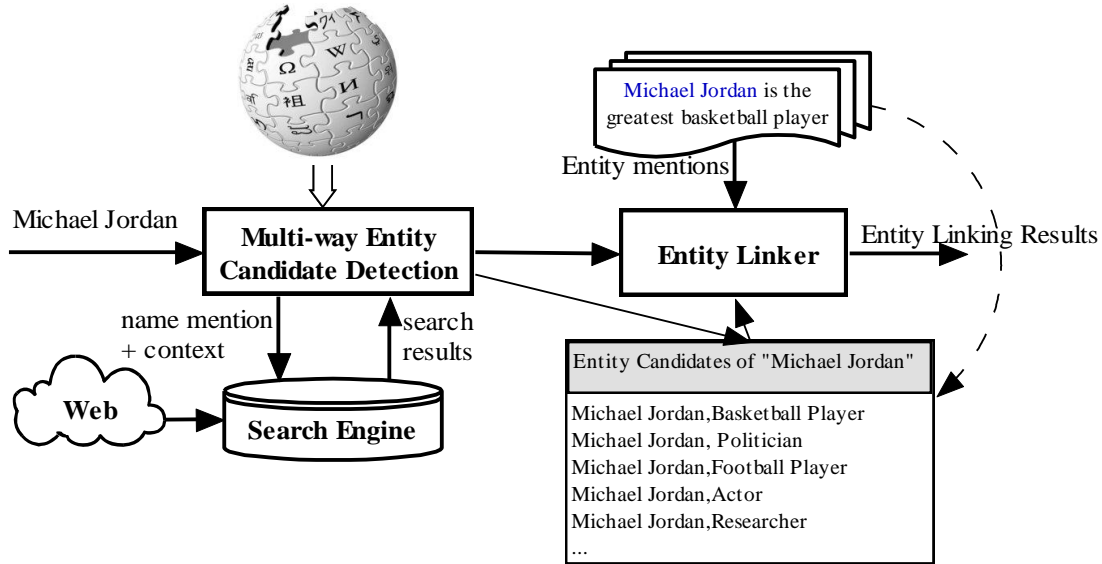 Ω
W
祖
И
Michael Jordan is the
greatest basketball player
Entity mentions
Michael Jordan
Multi-way Entity
Candidate Detection
Entity Linker
Entity Linking Results
name mention
+ context
search
results
Web
Search Engine
Entity Candidates of "Michael Jordan"
Michael Jordan,Basketball Player
Michael Jordan, Politician
Michael Jordan,Football Player
Michael Jordan,Actor
Michael Jordan,Researcher
...